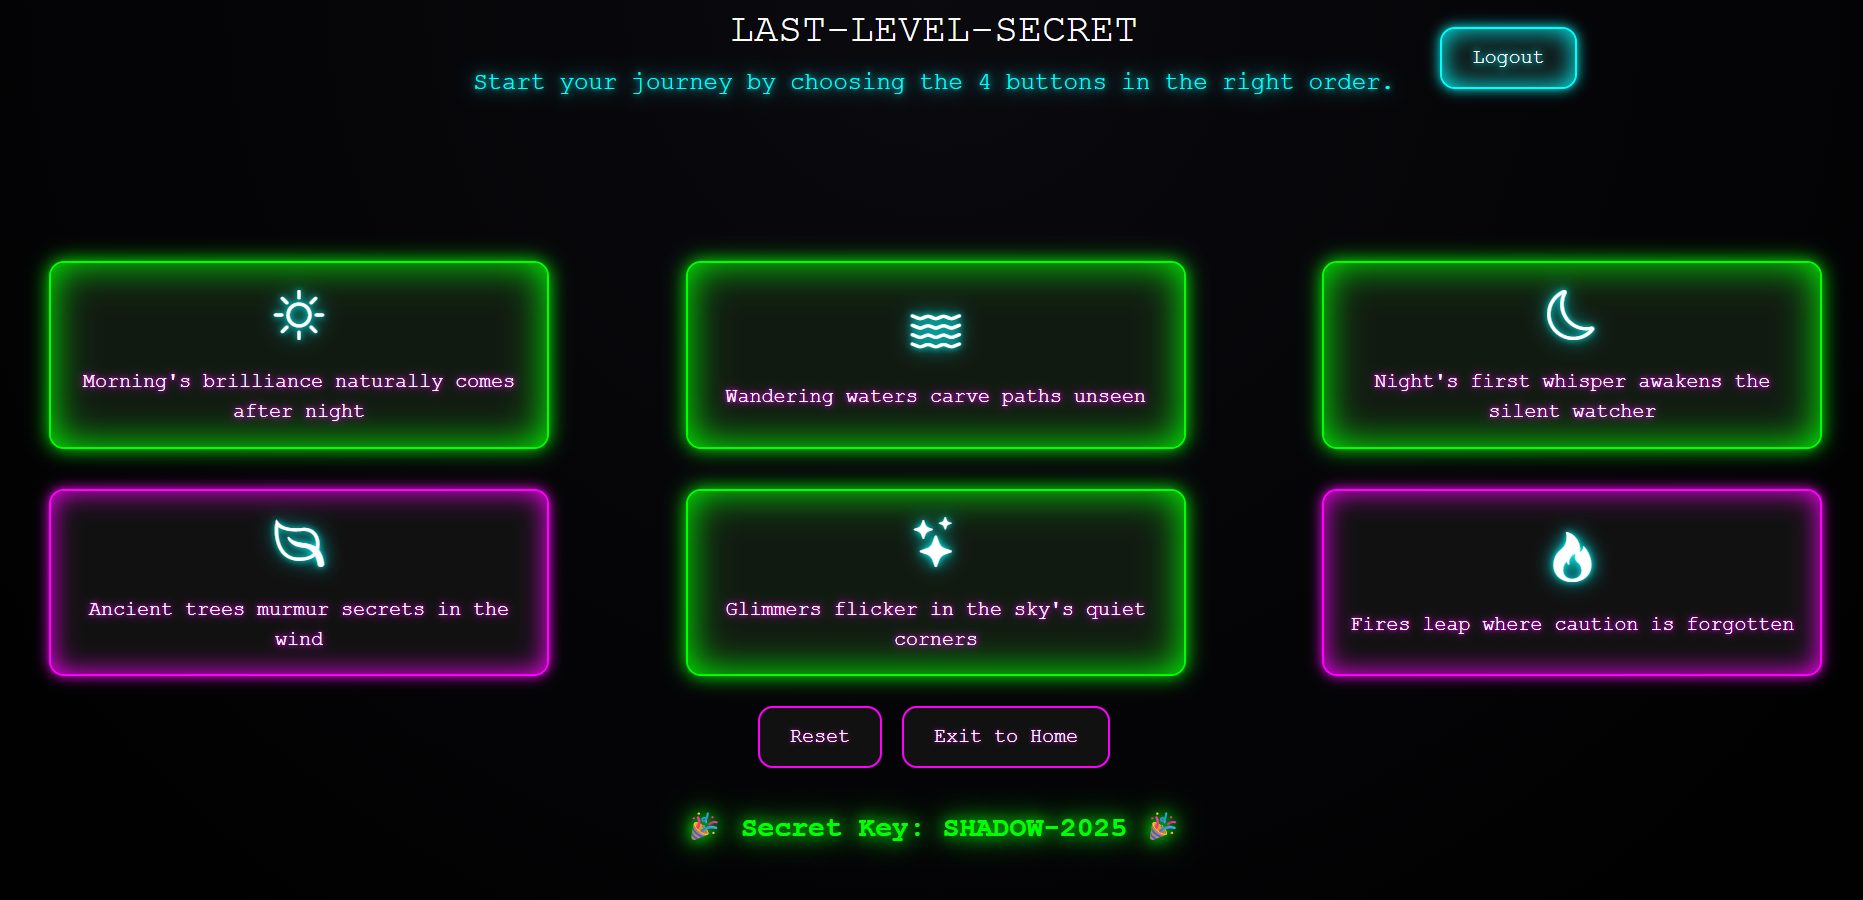 LAST-LEVEL-SECRET
Logout
Start your journey by choosing the 4 buttons in the right order.
Morning's brilliance naturally comes
after night
Wandering waters carve paths unseen
Night's first whisper awakens the
silent watcher
Ancient trees murmur secrets in the
wind
Glimmers flicker in the sky's quiet
corners
Fires leap where caution is forgotten
Reset
Exit to Home
🎉 Secret Key: SHADOW-2025 🎉